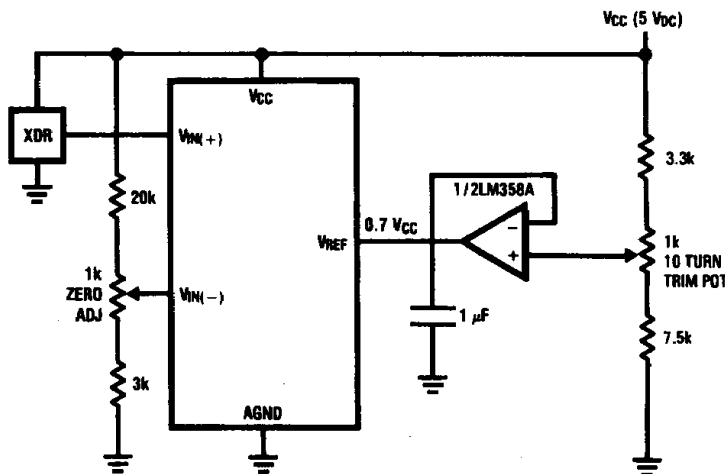 VCC (5 VDC)
XDR
VCC
VIN(+)
20k
1k
ZERO
ADJ
VIN(−)
3k
AGND
VREF
0.7 VCC
1/2LM358A
−
+
1 µF
3.3k
1k
10 TURN
TRIM POT
7.5k